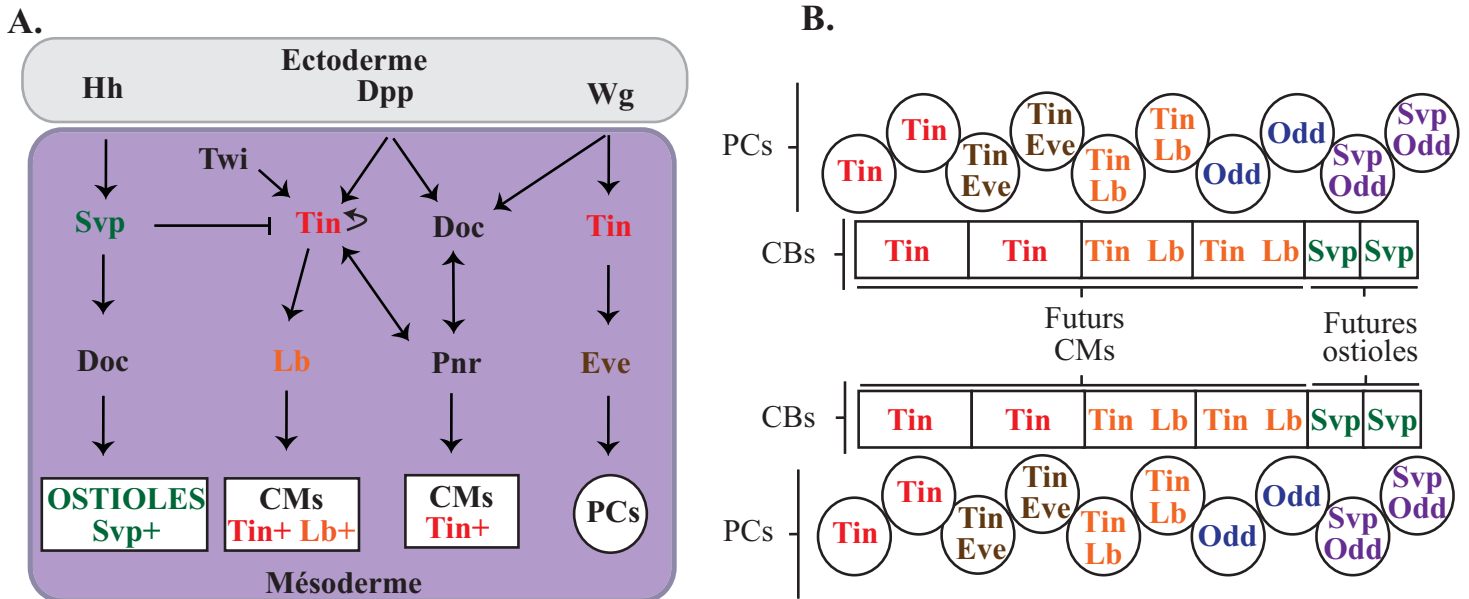 A.
Ectoderme
Hh
Dpp
Wg
Twi
Svp
Tin
Doc
Tin
Doc
Lb
Pnr
Eve
OSTIOLES
Svp+
CMs
Tin+ Lb+
CMs
Tin+
PCs
Mésoderme
B.
PCs
Tin
Tin
Tin
Eve
Tin
Eve
Tin
Lb
Tin
Lb
Odd
Odd
Svp
Odd
Svp
Odd
CBs
Tin
Tin
Tin Lb
Tin Lb
Svp
Svp
Futurs
CMs
Futures
ostioles
CBs
Tin
Tin
Tin Lb
Tin Lb
Svp
Svp
PCs
Tin
Tin
Tin
Eve
Tin
Eve
Tin
Lb
Tin
Lb
Odd
Odd
Svp
Odd
Svp
Odd